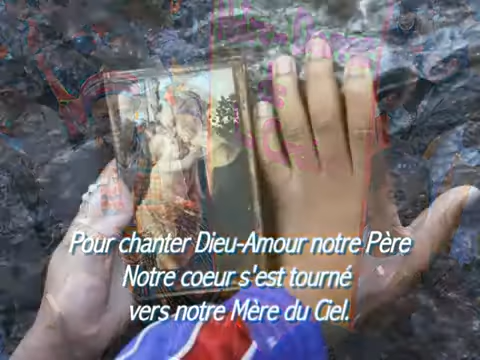 Pour chanter Dieu-Amour notre Père
Notre coeur s'est tourné
vers notre Mère du Ciel.